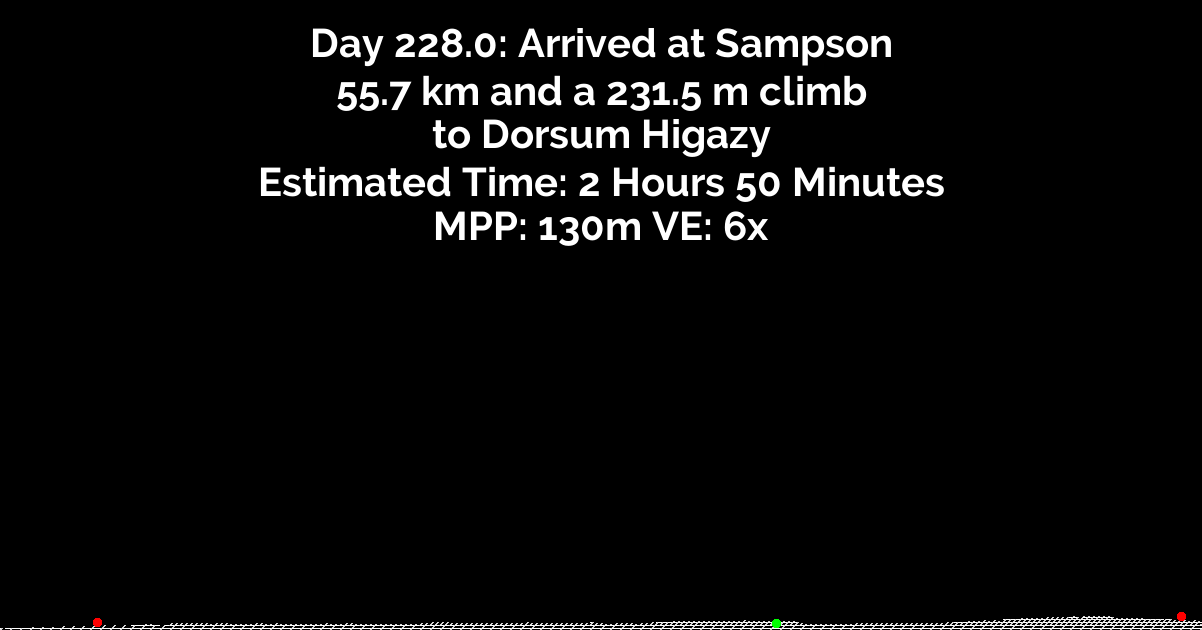 Day 228.0: Arrived at Sampson
55.7 km and a 231.5 m climb
to Dorsum Higazy
Estimated Time: 2 Hours 50 Minutes
MPP: 130m VE: 6x